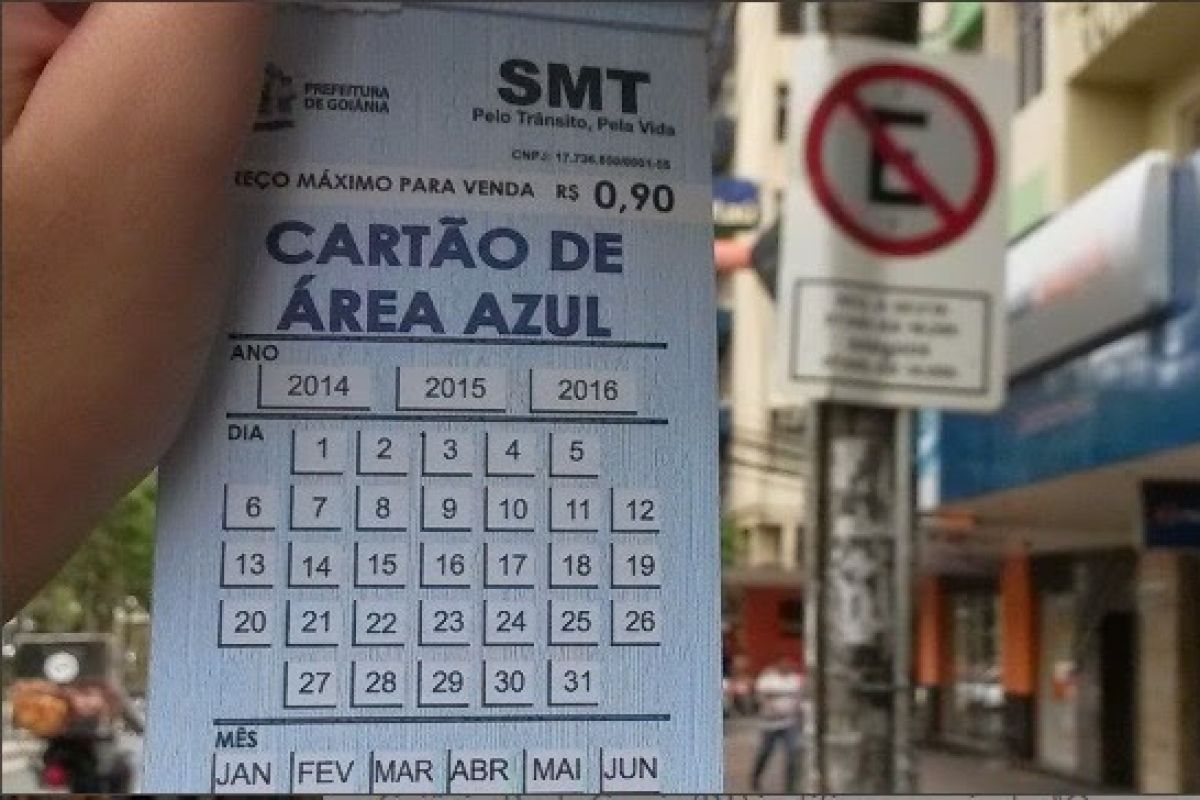 PREFEITURA
DE GOIÂNIA
SMT
Pelo Trânsito, Pela Vida
CNPJ: 17.736.650/0001-55
REÇO MÁXIMO PARA VENDA R$ 0,90
CARTÃO DE
ÁREA AZUL
ANO
2014 2015 2016
DIA
1 2 3 4 5
6 7 8 9 10 11 12
13 14 15 16 17 18 19
20 21 22 23 24 25 26
27 28 29 30 31
MÊS
JAN FEV MAR ABR MAI JUN
E